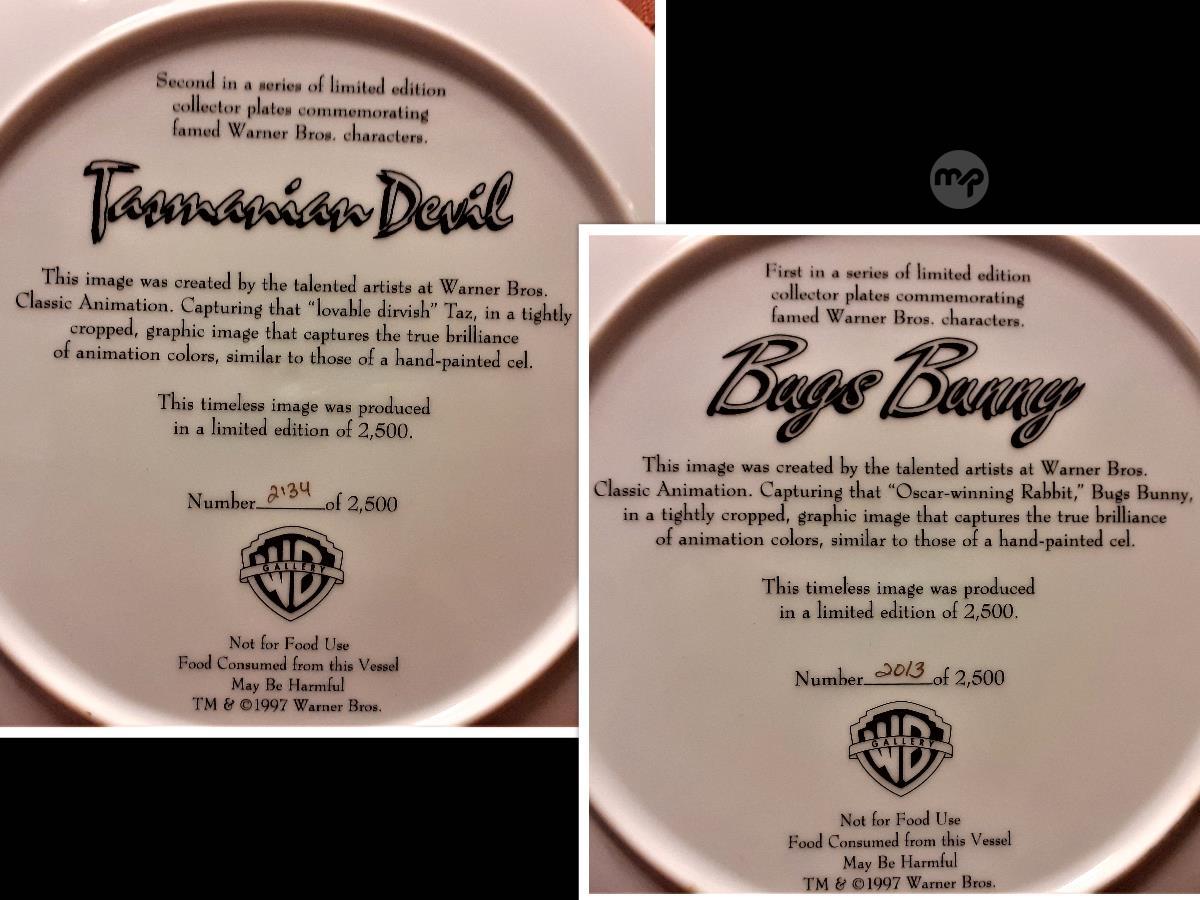 Second in a series of limited edition
collector plates commemorating
famed Warner Bros. characters.
Tasmanian Devil
This image was created by the talented artists at Warner Bros.
Classic Animation. Capturing that “lovable dirvish” Taz, in a tightly
cropped, graphic image that captures the true brilliance
of animation colors, similar to those of a hand-painted cel.
This timeless image was produced
in a limited edition of 2,500.
Number 2134 of 2,500
WB
GALLERY
Not for Food Use
Food Consumed from this Vessel
May Be Harmful
TM & ©1997 Warner Bros.
mp
First in a series of limited edition
collector plates commemorating
famed Warner Bros. characters.
Bugs Bunny
This image was created by the talented artists at Warner Bros.
Classic Animation. Capturing that “Oscar-winning Rabbit,” Bugs Bunny,
in a tightly cropped, graphic image that captures the true brilliance
of animation colors, similar to those of a hand-painted cel.
This timeless image was produced
in a limited edition of 2,500.
Number 2013 of 2,500
WB
GALLERY
Not for Food Use
Food Consumed from this Vessel
May Be Harmful
TM & ©1997 Warner Bros.